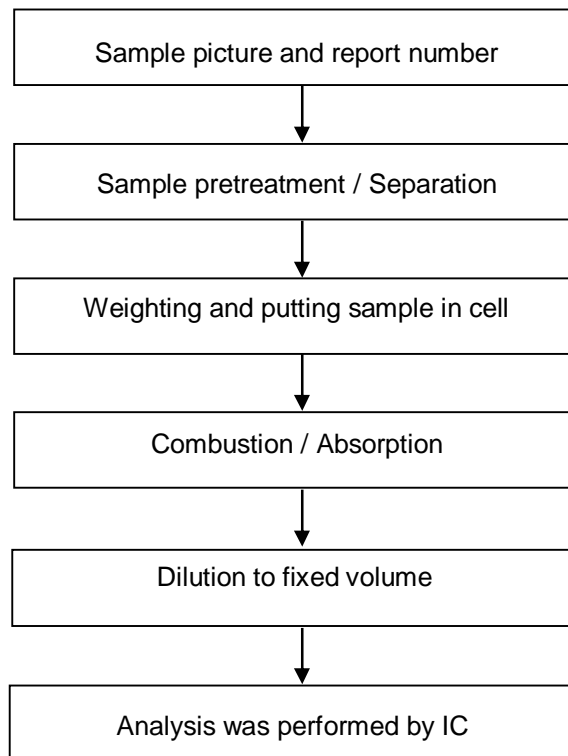 Sample picture and report number
Sample pretreatment / Separation
Weighting and putting sample in cell
Combustion / Absorption
Dilution to fixed volume
Analysis was performed by IC